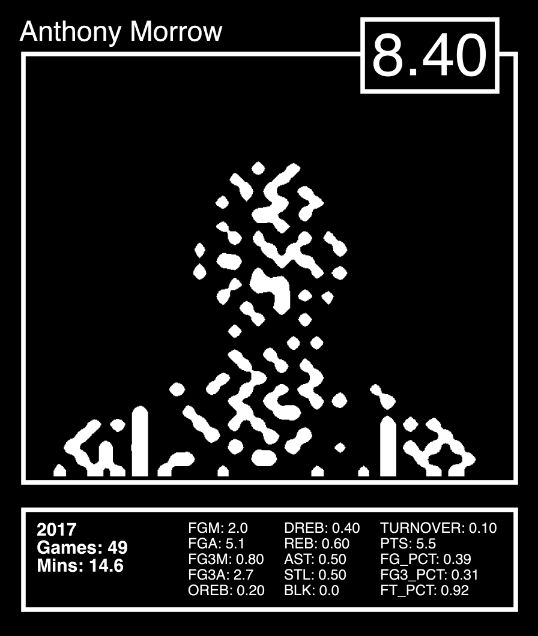 Anthony Morrow
8.40
2017
Games: 49
Mins: 14.6
FGM: 2.0
FGA: 5.1
FG3M: 0.80
FG3A: 2.7
OREB: 0.20
DREB: 0.40
REB: 0.60
AST: 0.50
STL: 0.50
BLK: 0.0
TURNOVER: 0.10
PTS: 5.5
FG_PCT: 0.39
FG3_PCT: 0.31
FT_PCT: 0.92